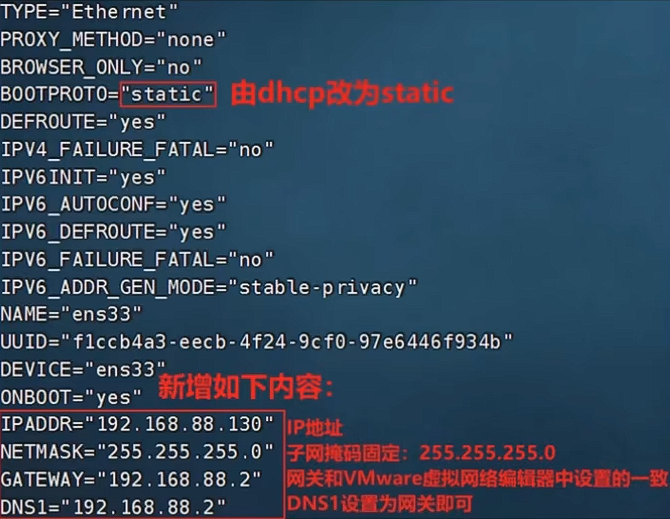 TYPE="Ethernet"
PROXY_METHOD="none"
BROWSER_ONLY="no"
BOOTPROTO="static" 由dhcp改为static
DEFROUTE="yes"
IPV4_FAILURE_FATAL="no"
IPV6INIT="yes"
IPV6_AUTOCONF="yes"
IPV6_DEFROUTE="yes"
IPV6_FAILURE_FATAL="no"
IPV6_ADDR_GEN_MODE="stable-privacy"
NAME="ens33"
UUID="f1ccb4a3-eecb-4f24-9cf0-97e6446f934b"
DEVICE="ens33"
ONBOOT="yes" 新增如下内容：
IPADDR="192.168.88.130" IP地址
NETMASK="255.255.255.0" 子网掩码固定：255.255.255.0
GATEWAY="192.168.88.2" 网关和VMware虚拟网络编辑器中设置的一致
DNS1="192.168.88.2" DNS1设置为网关即可